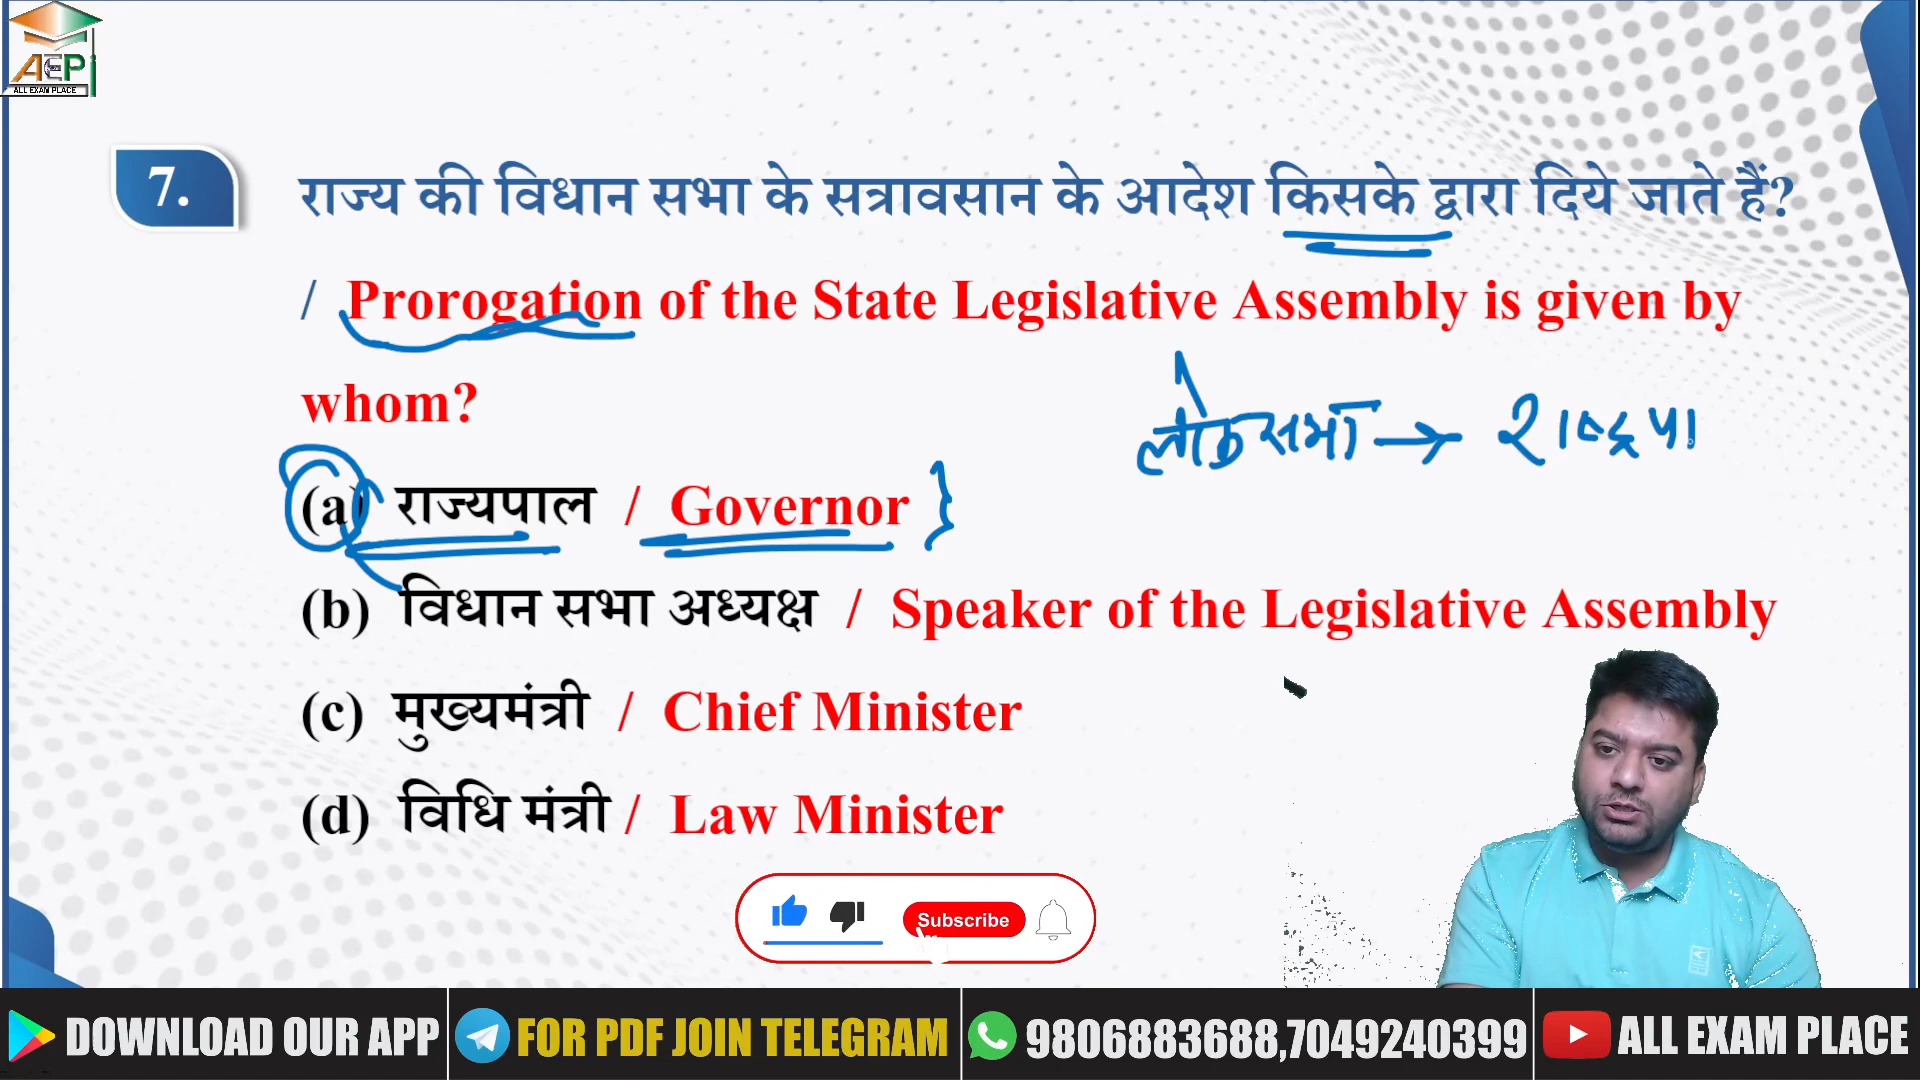 AEP
ALL EXAM PLACE
7. राज्य की विधान सभा के सत्रावसान के आदेश किसके द्वारा दिये जाते हैं?
/ Prorogation of the State Legislative Assembly is given by
whom?
लोकसभा → राष्ट्रपा
(a) राज्यपाल / Governor }
(b) विधान सभा अध्यक्ष / Speaker of the Legislative Assembly
(c) मुख्यमंत्री / Chief Minister
(d) विधि मंत्री / Law Minister
Subscribe
DOWNLOAD OUR APP FOR PDF JOIN TELEGRAM 9806883688,7049240399 ALL EXAM PLACE